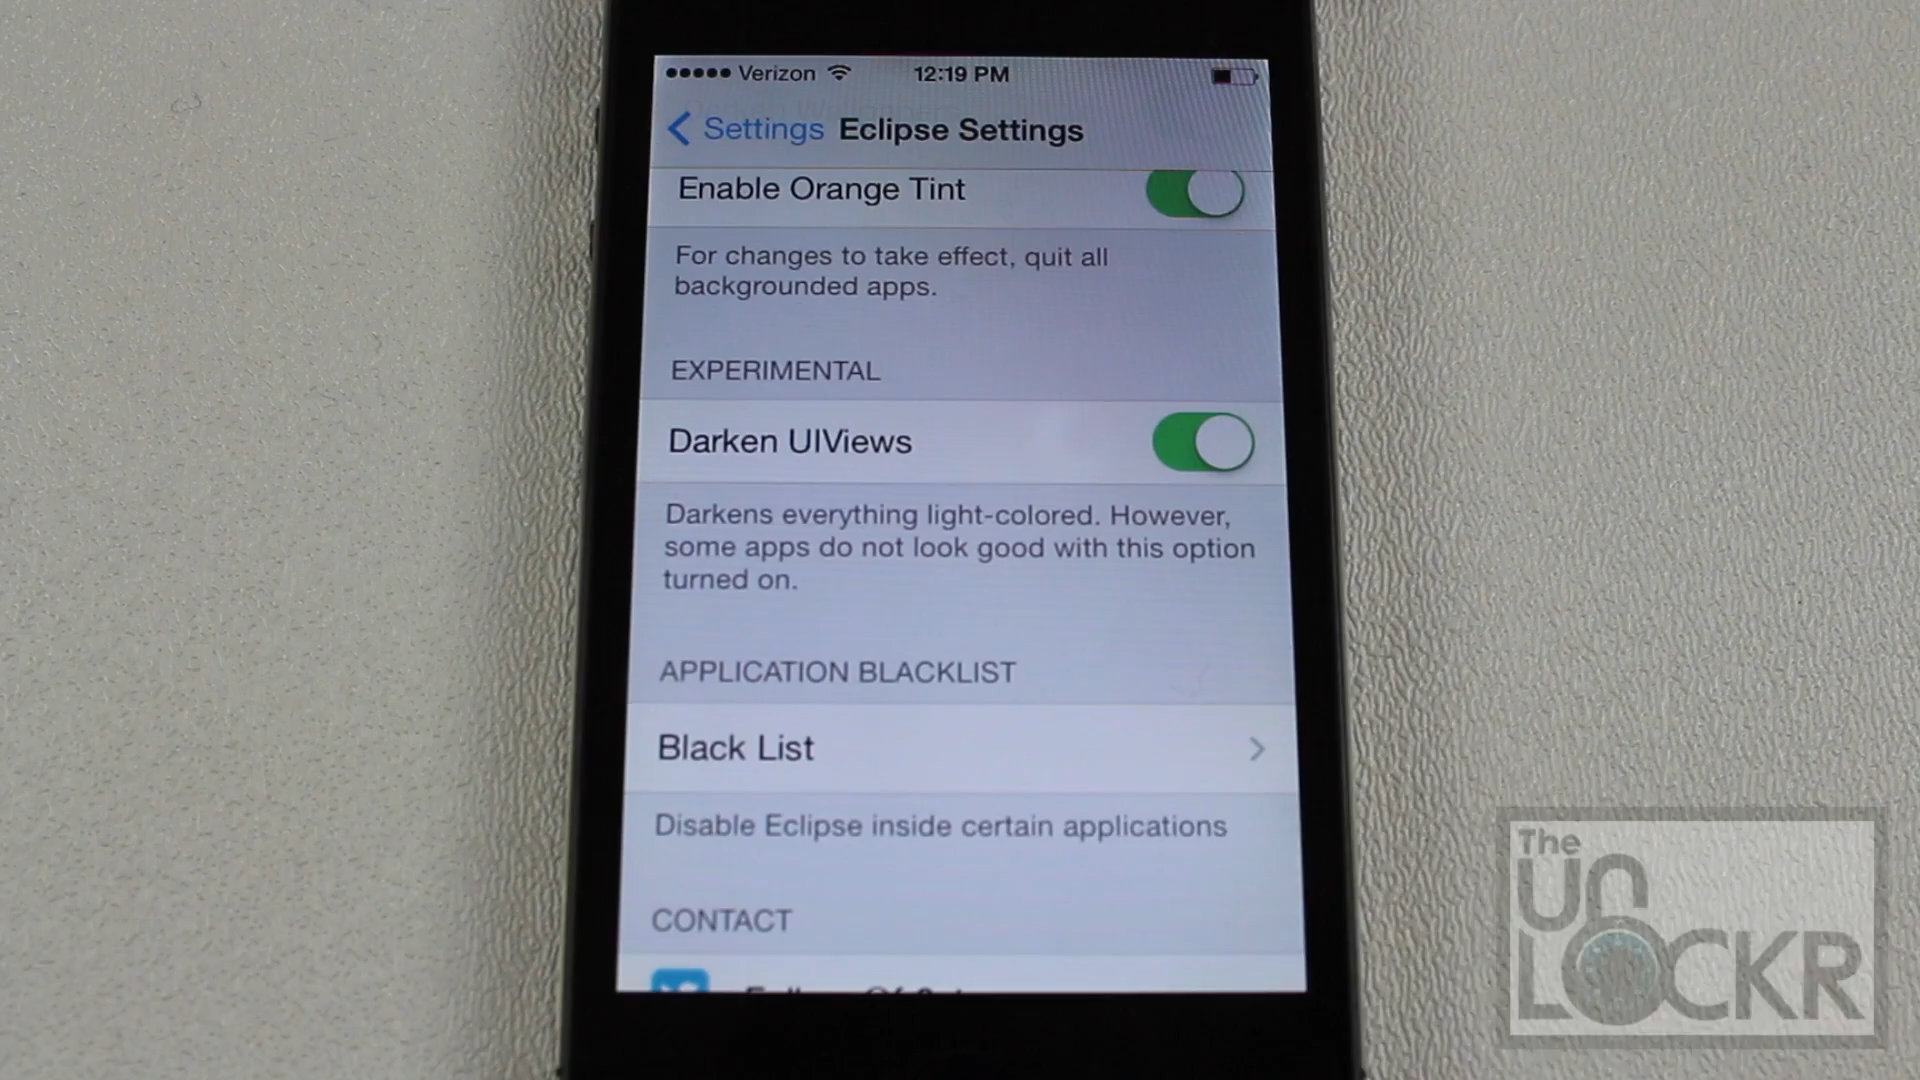 Verizon 12:19 PM
Settings Eclipse Settings
Enable Orange Tint
For changes to take effect, quit all
backgrounded apps.
EXPERIMENTAL
Darken UIViews
Darkens everything light-colored. However,
some apps do not look good with this option
turned on.
APPLICATION BLACKLIST
Black List
Disable Eclipse inside certain applications
CONTACT
The
UNLOCKR